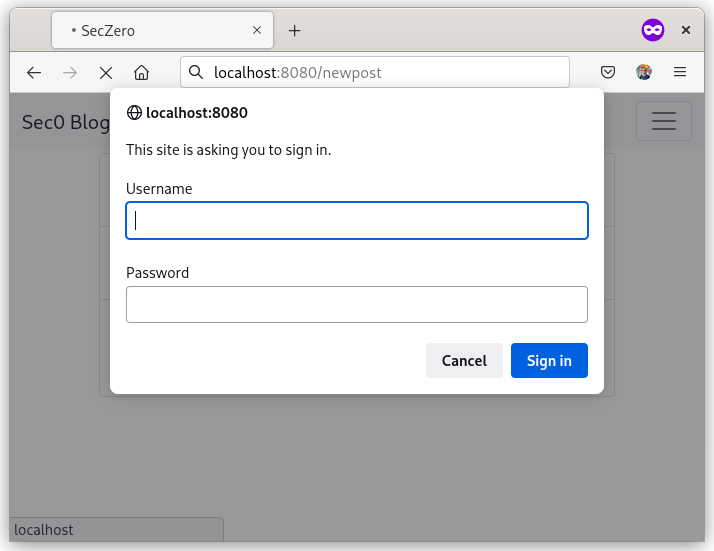 SecZero
localhost:8080/newpost
Sec0 Blog
localhost:8080
This site is asking you to sign in.
Username
Password
Cancel
Sign in
localhost